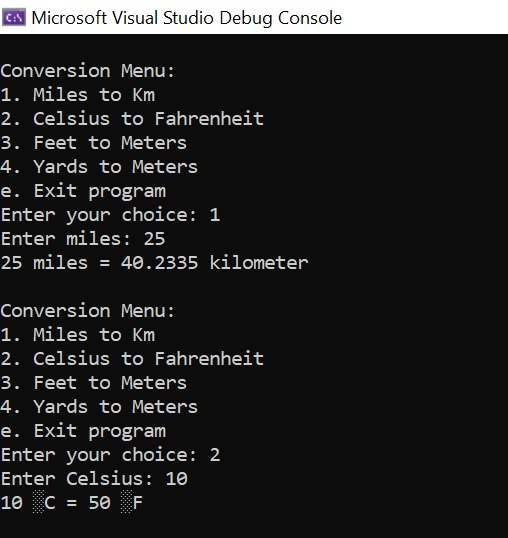 Microsoft Visual Studio Debug Console
Conversion Menu:
1. Miles to Km
2. Celsius to Fahrenheit
3. Feet to Meters
4. Yards to Meters
e. Exit program
Enter your choice: 1
Enter miles: 25
25 miles = 40.2335 kilometer
Conversion Menu:
1. Miles to Km
2. Celsius to Fahrenheit
3. Feet to Meters
4. Yards to Meters
e. Exit program
Enter your choice: 2
Enter Celsius: 10
10 ░C = 50 ░F